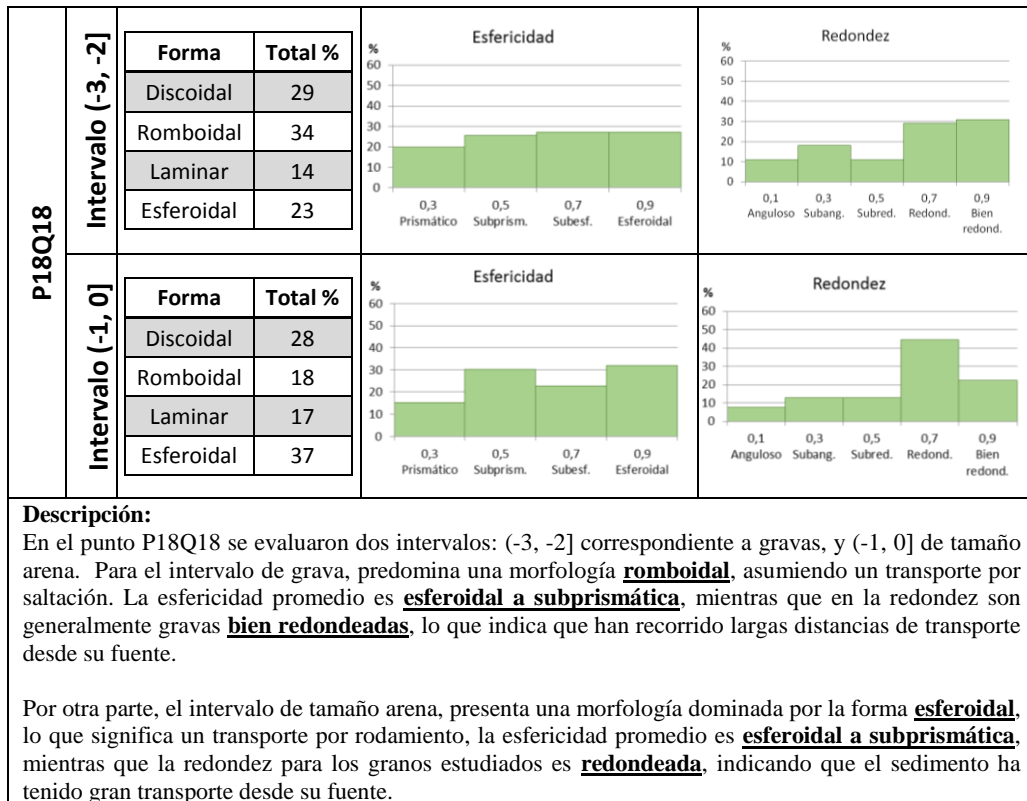 P18Q18
Intervalo (-3, -2]
Forma Total %
Discoidal 29
Romboidal 34
Laminar 14
Esferoidal 23
Esfericidad
%
60
50
40
30
20
10
0
0,3 0,5 0,7 0,9
Prismático Subprism. Subesf. Esferoidal
Redondez
%
60
50
40
30
20
10
0
0,1 0,3 0,5 0,7 0,9
Anguloso Subang. Subred. Redond. Bien
redond.
Intervalo (-1, 0]
Forma Total %
Discoidal 28
Romboidal 18
Laminar 17
Esferoidal 37
Esfericidad
%
60
50
40
30
20
10
0
0,3 0,5 0,7 0,9
Prismático Subprism. Subesf. Esferoidal
Redondez
%
60
50
40
30
20
10
0
0,1 0,3 0,5 0,7 0,9
Anguloso Subang. Subred. Redond. Bien
redond.
Descripción:
En el punto P18Q18 se evaluaron dos intervalos: (-3, -2] correspondiente a gravas, y (-1, 0] de tamaño
arena. Para el intervalo de grava, predomina una morfología romboidal, asumiendo un transporte por
saltación. La esfericidad promedio es esferoidal a subprismática, mientras que en la redondez son
generalmente gravas bien redondeadas, lo que indica que han recorrido largas distancias de transporte
desde su fuente.
Por otra parte, el intervalo de tamaño arena, presenta una morfología dominada por la forma esferoidal,
lo que significa un transporte por rodamiento, la esfericidad promedio es esferoidal a subprismática,
mientras que la redondez para los granos estudiados es redondeada, indicando que el sedimento ha
tenido gran transporte desde su fuente.